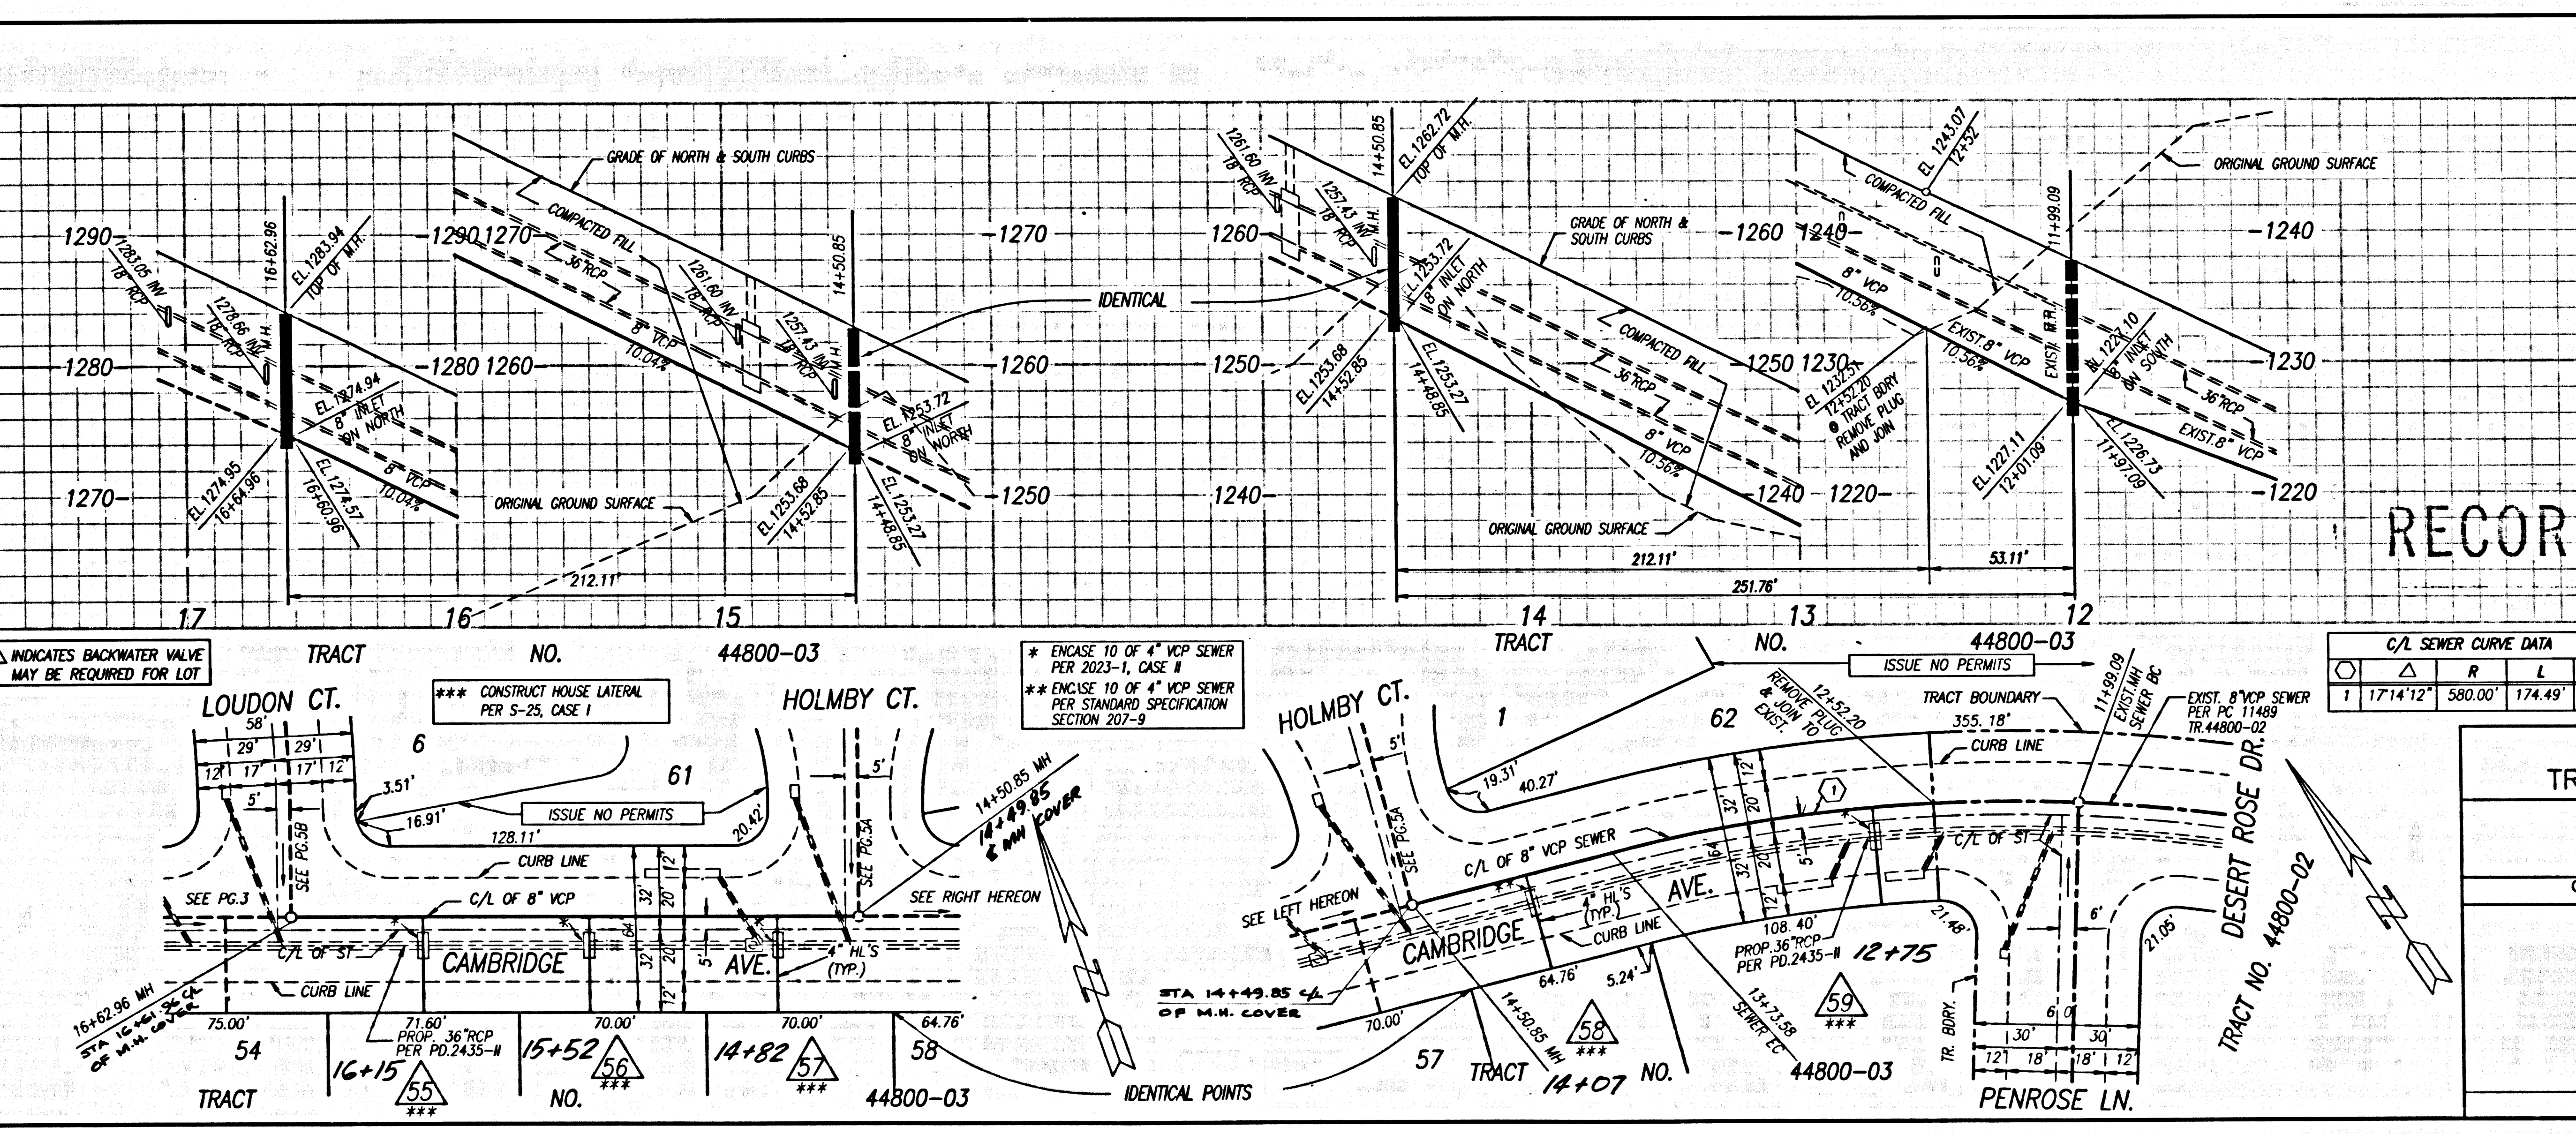 GRADE OF NORTH & SOUTH CURBS
COMPACTED FILL
36"RCP
8" VCP
10.04%
1290
1280
1270
16+62.96
EL.1283.94
TOP OF M.H.
1283.05 INV
18" RCP
1278.66 INV
18" RCP
M.H.
EL.1274.94
8" INLET
ON NORTH
EL.1274.95
16+64.96
EL.1274.57
16+60.96
8" VCP
10.04%
1290 1270
1280 1260
1261.60 INV
18" RCP
1257.43 INV
18" RCP
14+50.85
M.H.
EL.1253.72
8" INLET
ON NORTH
EL.1253.68
14+52.85
EL.1253.27
14+48.85
ORIGINAL GROUND SURFACE
212.11'
1270
1260
1250
IDENTICAL
17
16
15
1260
1250
1240
1261.60 INV
18" RCP
1257.43 INV
18" RCP
M.H.
14+50.85
EL.1262.72
TOP OF M.H.
EL.1253.72
8" INLET
ON NORTH
EL.1253.68
14+52.85
EL.1253.27
14+48.85
GRADE OF NORTH &
SOUTH CURBS
COMPACTED FILL
36"RCP
8" VCP
10.56%
ORIGINAL GROUND SURFACE
1260 1240
1250 1230
1240 1220
EL 1243.07
12+52
COMPACTED FILL
8" VCP
10.56%
EXIST.8" VCP
10.56%
EL 1232.51
12+52.20
@ TRACT BDRY
REMOVE PLUG
AND JOIN
11+99.09
EXIST. M.H.
EL.1227.10
8" INLET
ON SOUTH
EL.1227.11
12+01.09'
EL.1226.73
11+97.09
36"RCP
EXIST.8" VCP
ORIGINAL GROUND SURFACE
1240
1230
1220
212.11'
53.11'
251.76'
14
13
12
RECOR
INDICATES BACKWATER VALVE
MAY BE REQUIRED FOR LOT
TRACT NO. 44800-03
*** CONSTRUCT HOUSE LATERAL
PER S-25, CASE I
* ENCASE 10 OF 4" VCP SEWER
PER 2023-1, CASE II
** ENCASE 10 OF 4" VCP SEWER
PER STANDARD SPECIFICATION
SECTION 207-9
LOUDON CT.
58'
29' 29'
12' 17' 17' 12'
5'
SEE PG.5B
6
61
3.51'
16.91'
ISSUE NO PERMITS
128.11'
20.42'
HOLMBY CT.
5'
SEE PG.5A
14+50.85 MH
14+49.85
¢ MH COVER
SEE PG.3
C/L OF 8" VCP
CURB LINE
SEE RIGHT HEREON
C/L OF ST
CAMBRIDGE AVE.
CURB LINE
32' 20' 12'
64'
32' 20' 12'
5'
4" HL'S
(TYP.)
16+62.96 MH
STA 16+61.96 C/L
OF M.H. COVER
75.00'
71.60'
70.00'
70.00'
64.76'
PROP. 36"RCP
PER PD.2435-II
54
16+15
55
***
15+52
56
***
14+82
57
***
58
TRACT NO. 44800-03
IDENTICAL POINTS
TRACT NO. 44800-03
ISSUE NO PERMITS
HOLMBY CT.
1
62
5'
SEE PG.5A
19.31'
40.27'
12+52.20
REMOVE PLUG
& JOIN TO
EXIST.
TRACT BOUNDARY
355.18'
CURB LINE
11+99.09
EXIST.MH
SEWER BC
EXIST. 8"VCP SEWER
PER PC 11489
TR.44800-02
C/L SEWER CURVE DATA
△ R L
1 17°14'12" 580.00' 174.49'
C/L OF 8" VCP SEWER
1
64'
32' 20' 12'
32' 20' 12'
5'
C/L OF ST
SEE LEFT HEREON
CAMBRIDGE AVE.
4" HL'S
(TYP.)
CURB LINE
108.40'
PROP.36"RCP
PER PD.2435-II
12+75
21.48'
6'
21.05'
DESERT ROSE DR.
TRACT NO. 44800-02
STA 14+49.85 C/L
OF M.H. COVER
70.00'
64.76'
5.24'
14+50.85 MH
13+73.58
SEWER EC
57
58
***
59
***
14+07
TRACT NO. 44800-03
TR. BDRY.
30' 30'
12' 18' 18' 12'
PENROSE LN.
TR